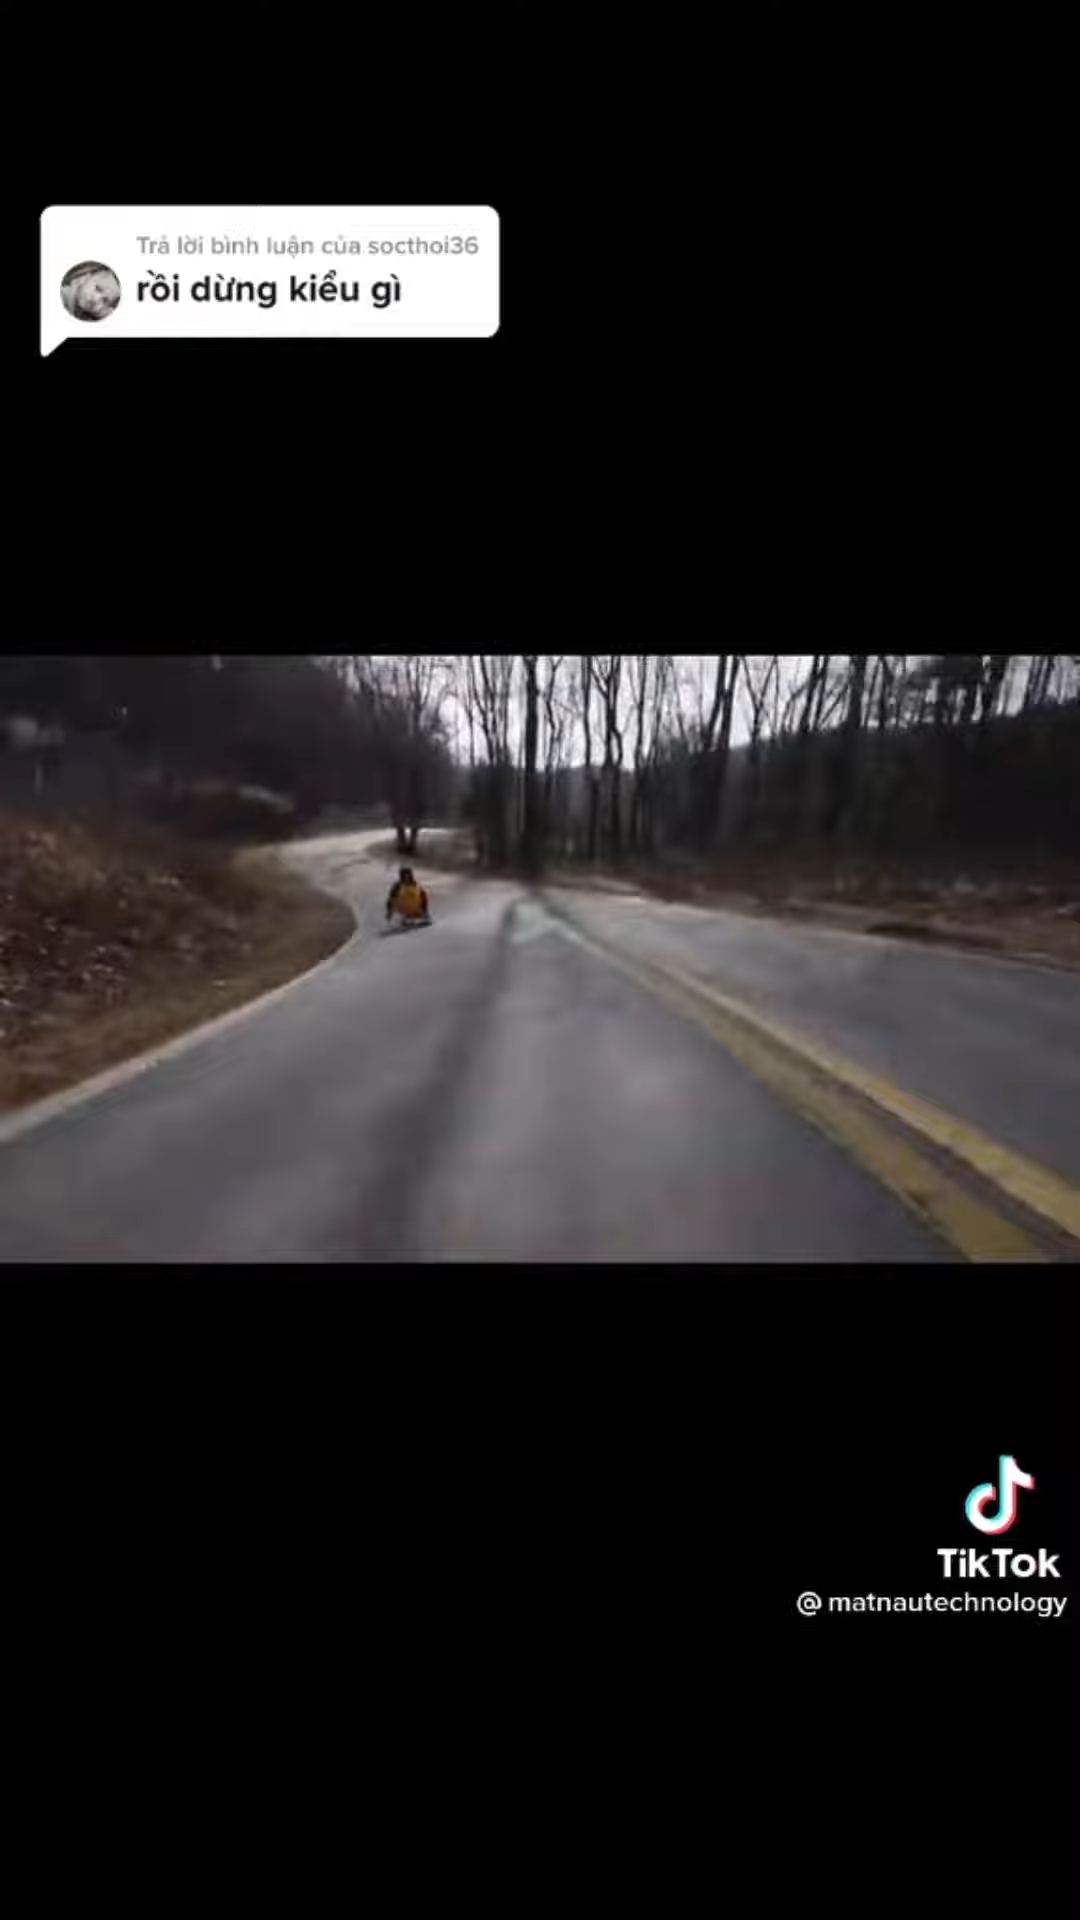 Trả lời bình luận của socthoi36
rồi dừng kiểu gì
TikTok
@matnautechnology